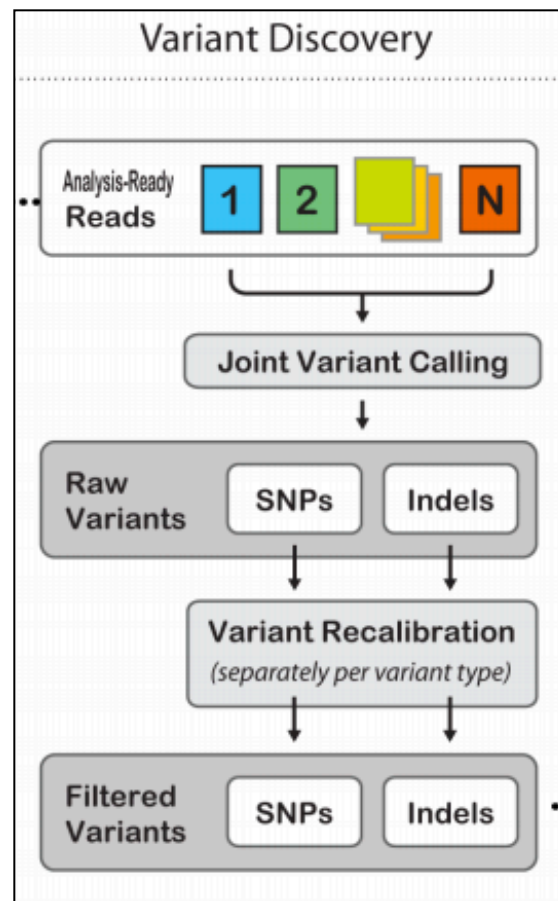 Variant Discovery
Analysis-Ready
Reads
1 2 N
Joint Variant Calling
Raw
Variants
SNPs Indels
Variant Recalibration
(separately per variant type)
Filtered
Variants
SNPs Indels